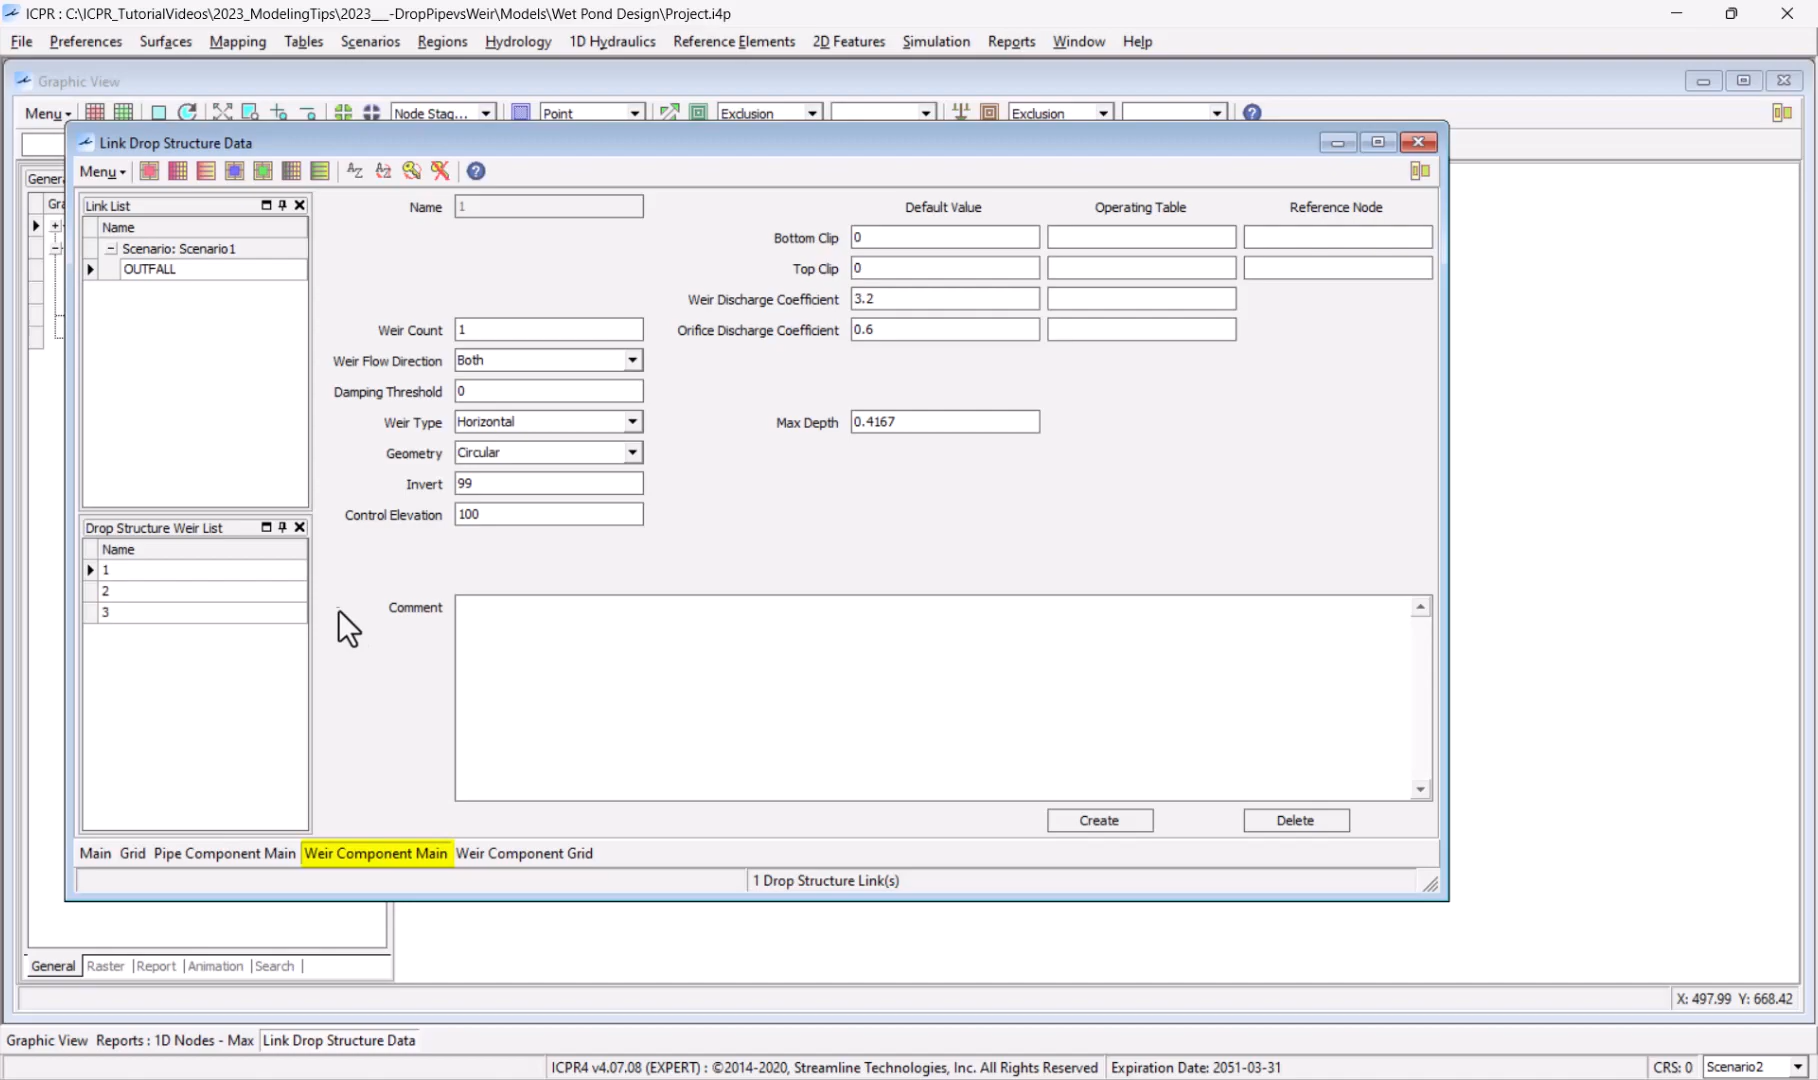 ICPR : C:\ICPR_TutorialVideos\2023_ModelingTips\2023___-DropPipevsWeir\Models\Wet Pond Design\Project.i4p
File Preferences Surfaces Mapping Tables Scenarios Regions Hydrology 1D Hydraulics Reference Elements 2D Features Simulation Reports Window Help
Graphic View
Menu Node Stag... Point Exclusion Exclusion
Link Drop Structure Data
Menu
Gener
Gra
Link List
Name
Scenario: Scenario1
OUTFALL
Name 1 Default Value Operating Table Reference Node
Bottom Clip 0
Top Clip 0
Weir Discharge Coefficient 3.2
Weir Count 1 Orifice Discharge Coefficient 0.6
Weir Flow Direction Both
Damping Threshold 0
Weir Type Horizontal Max Depth 0.4167
Geometry Circular
Invert 99
Control Elevation 100
Drop Structure Weir List
Name
1
2
3
Comment
Create Delete
Main Grid Pipe Component Main Weir Component Main Weir Component Grid
1 Drop Structure Link(s)
General Raster Report Animation Search
X: 497.99 Y: 668.42
Graphic View Reports : 1D Nodes - Max Link Drop Structure Data
ICPR4 v4.07.08 (EXPERT) : ©2014-2020, Streamline Technologies, Inc. All Rights Reserved Expiration Date: 2051-03-31 CRS: 0 Scenario2